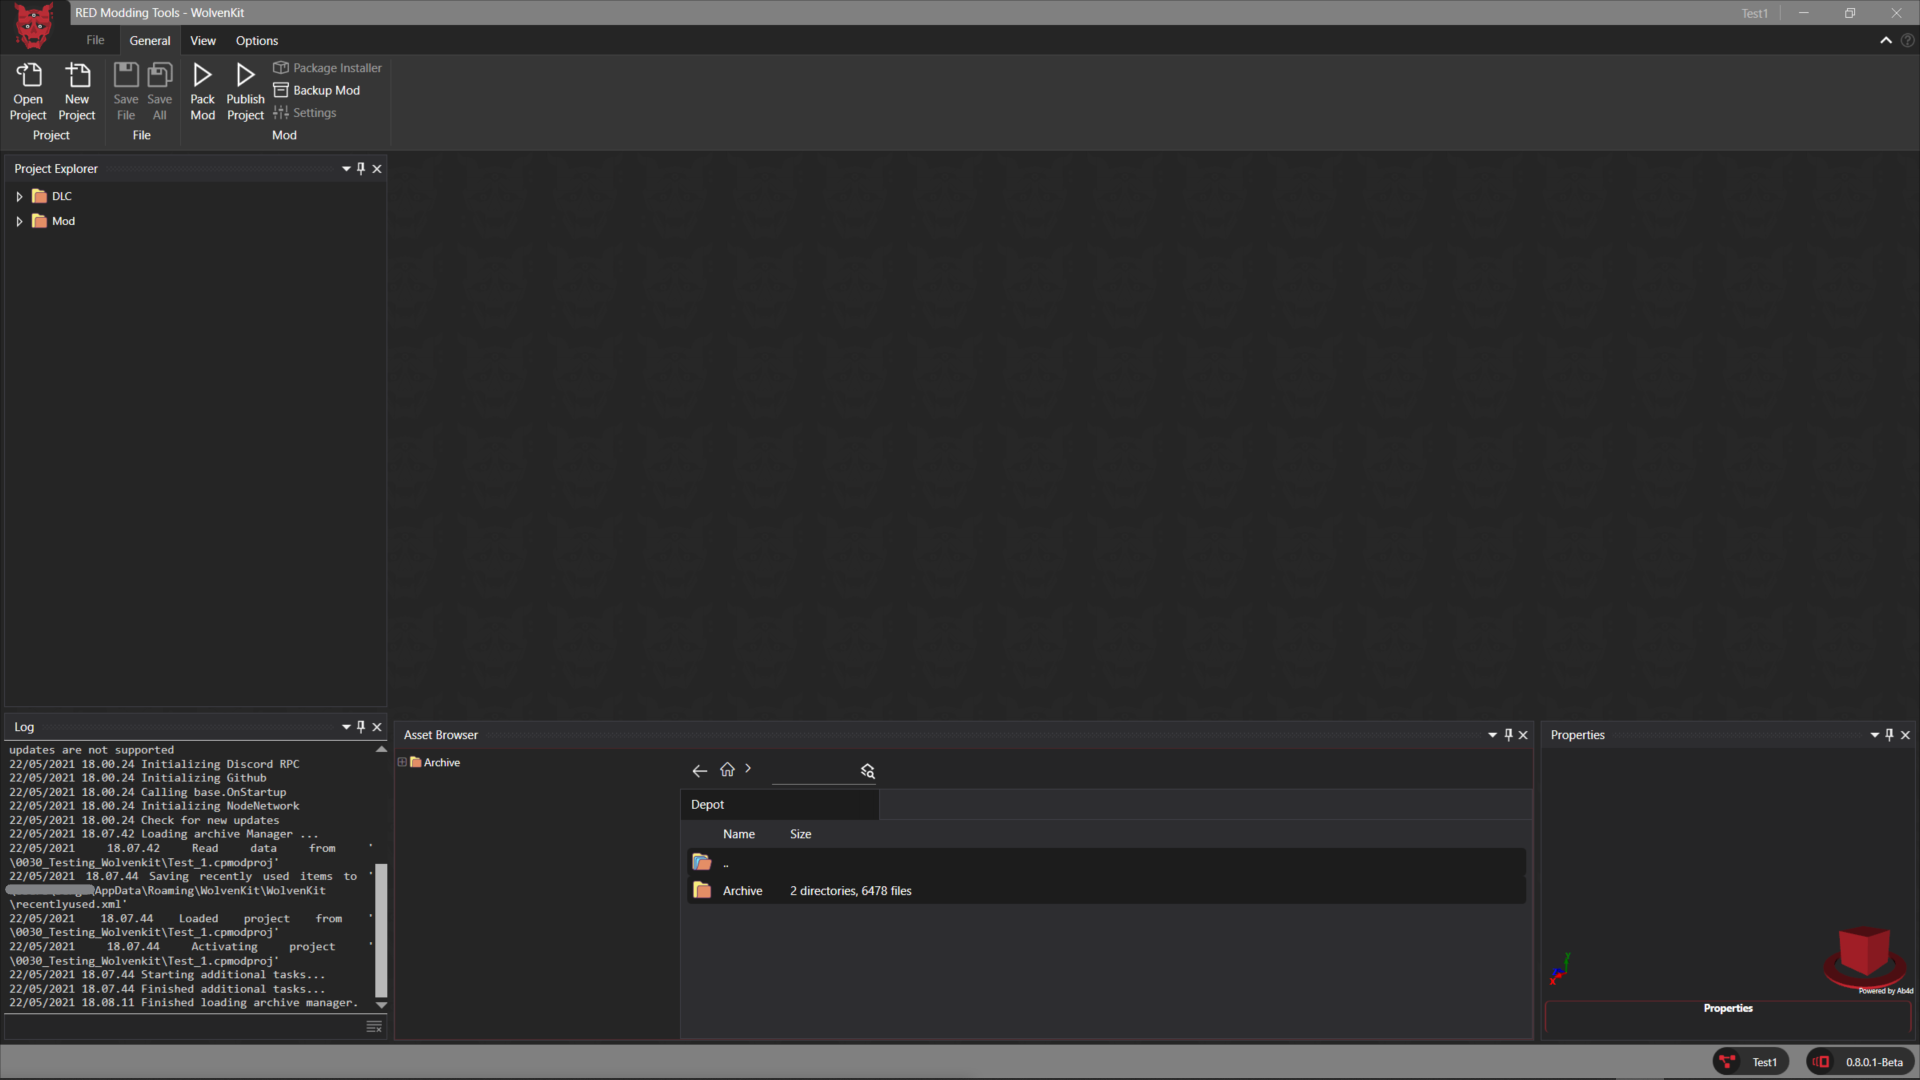 RED Modding Tools - WolvenKit
Test1
File
General
View
Options
Open Project
New Project
Project
Save File
Save All
File
Pack Mod
Publish Project
Package Installer
Backup Mod
Settings
Mod
Project Explorer
DLC
Mod
Log
updates are not supported
22/05/2021 18.00.24 Initializing Discord RPC
22/05/2021 18.00.24 Initializing Github
22/05/2021 18.00.24 Calling base.OnStartup
22/05/2021 18.00.24 Initializing NodeNetwork
22/05/2021 18.00.24 Check for new updates
22/05/2021 18.07.42 Loading archive Manager ...
22/05/2021 18.07.42 Read data from '
\0030_Testing_Wolvenkit\Test_1.cpmodproj'
22/05/2021 18.07.44 Saving recently used items to '
\AppData\Roaming\WolvenKit\WolvenKit
\recentlyused.xml'
22/05/2021 18.07.44 Loaded project from '
\0030_Testing_Wolvenkit\Test_1.cpmodproj'
22/05/2021 18.07.44 Activating project '
\0030_Testing_Wolvenkit\Test_1.cpmodproj'
22/05/2021 18.07.44 Starting additional tasks...
22/05/2021 18.07.44 Finished additional tasks...
22/05/2021 18.08.11 Finished loading archive manager.
Asset Browser
Archive
Depot
Name Size
..
Archive 2 directories, 6478 files
Properties
Y
X
Powered by Ab4d
Properties
Test1
0.8.0.1-Beta